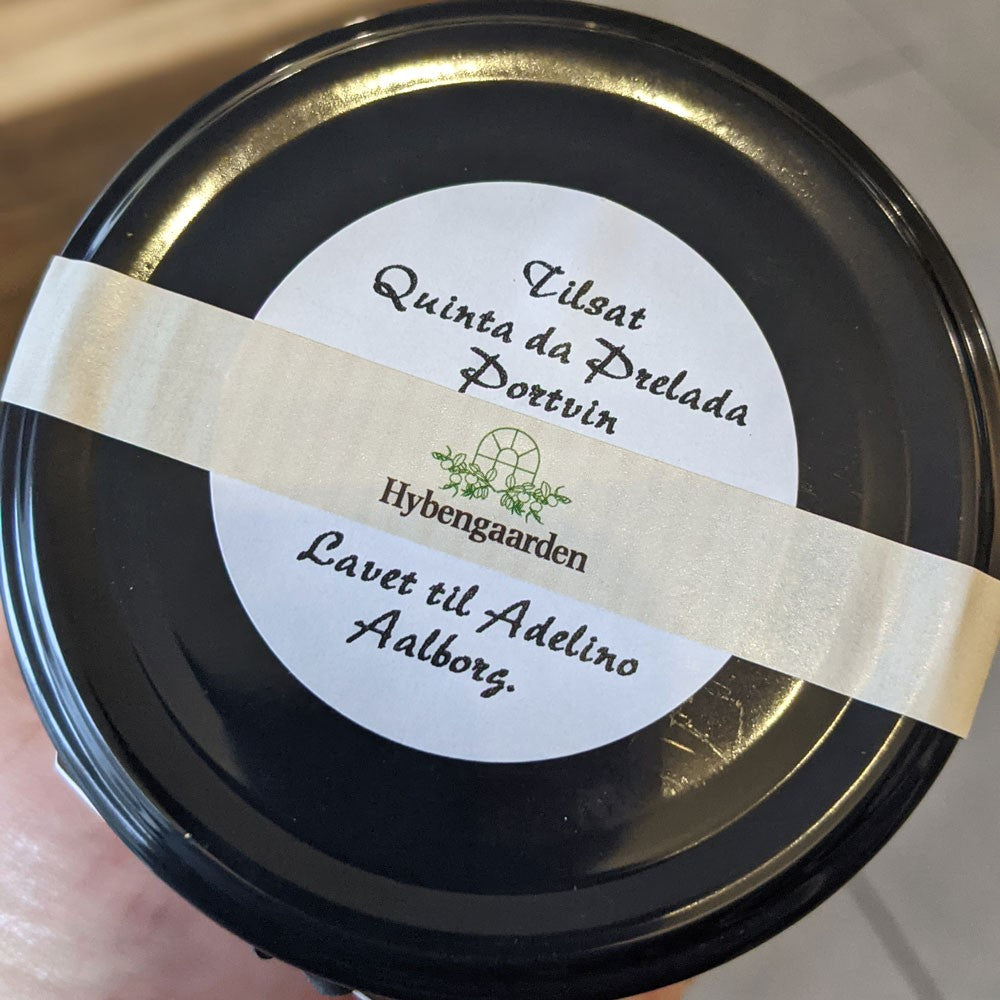 Tilsat
Quinta da Prelada
Portvin
Hybengaarden
Lavet til Adelino
Aalborg.